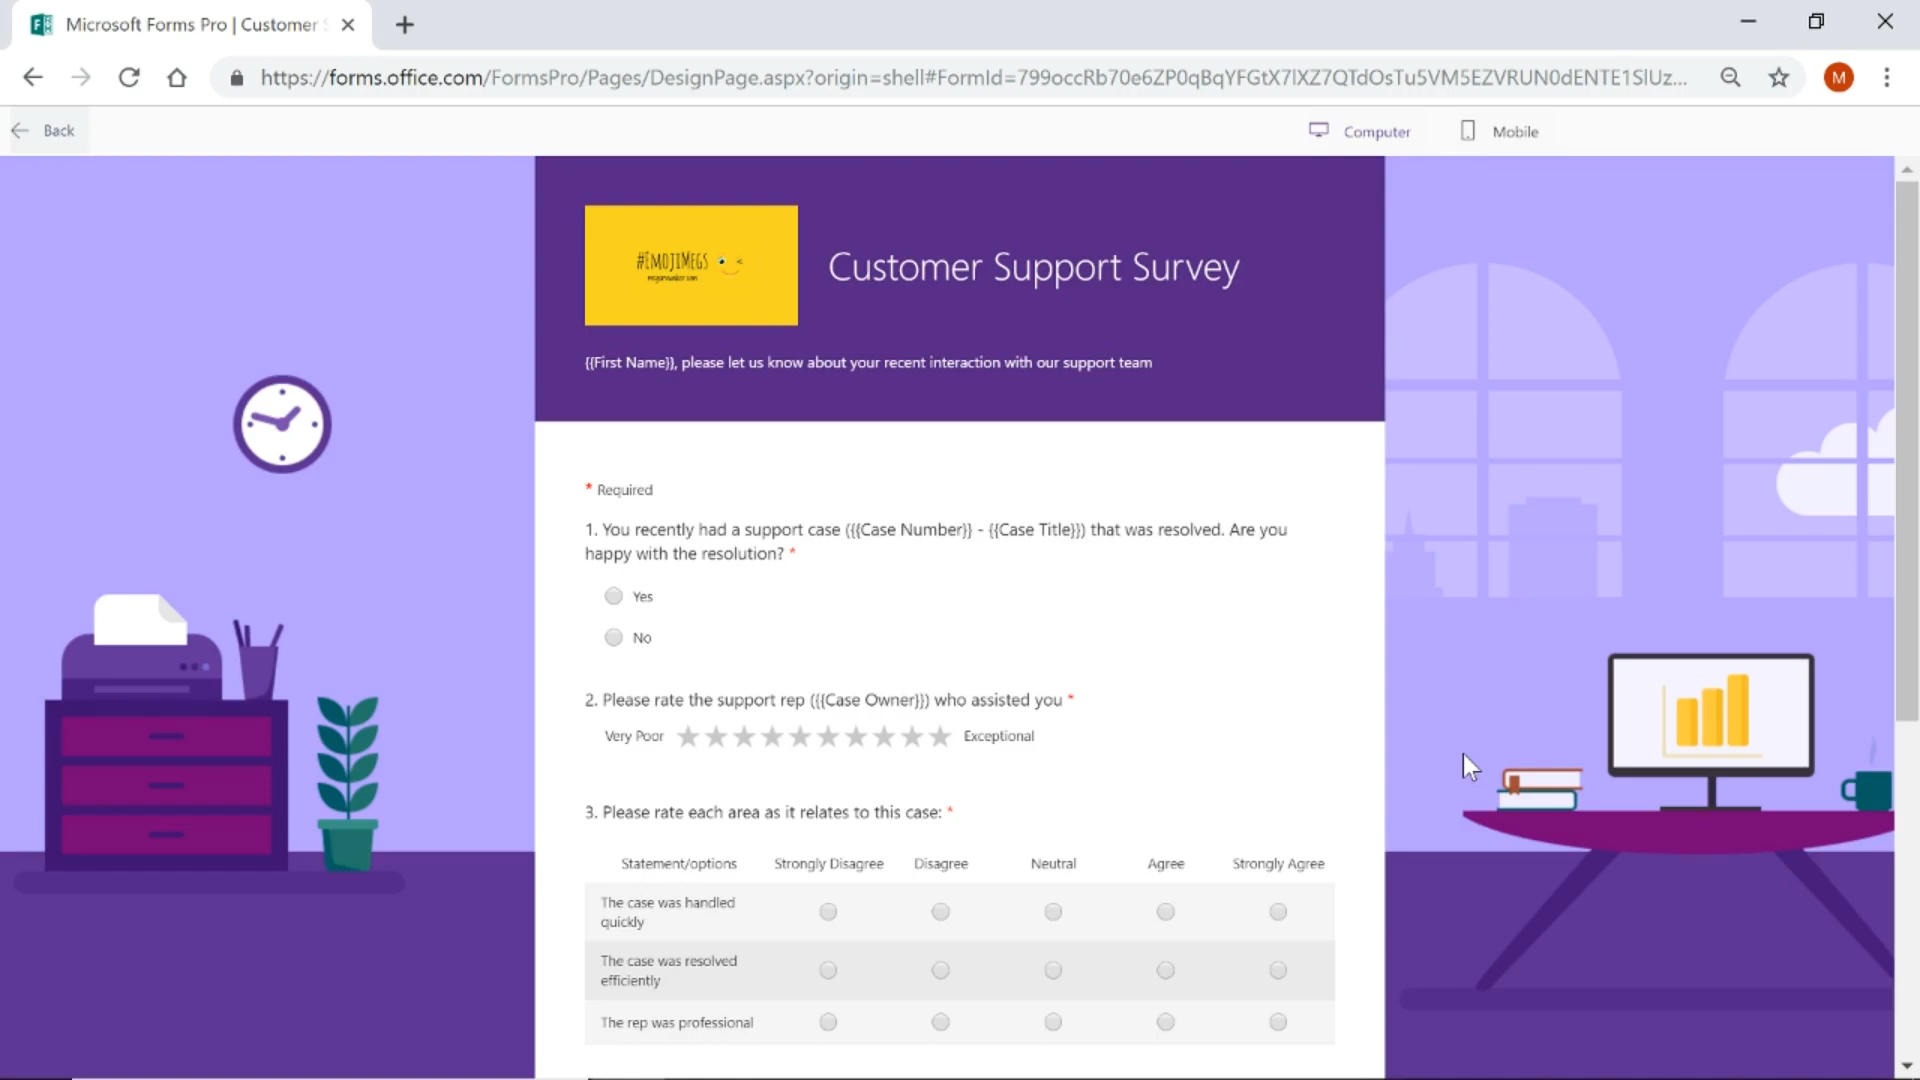 Microsoft Forms Pro | Customer S
https://forms.office.com/FormsPro/Pages/DesignPage.aspx?origin=shell#FormId=799occRb70e6ZP0qBqYFGtX7lXZ7QTdOsTu5VM5EZVRUN0dENTE1SlUz...
M
Back
Computer
Mobile
#EMOJIMEGS
meganvwalker.com
Customer Support Survey
{{First Name}}, please let us know about your recent interaction with our support team
* Required
1. You recently had a support case ({{Case Number}} - {{Case Title}}) that was resolved. Are you
happy with the resolution? *
Yes
No
2. Please rate the support rep ({{Case Owner}}) who assisted you *
Very Poor
Exceptional
3. Please rate each area as it relates to this case: *
Statement/options Strongly Disagree Disagree Neutral Agree Strongly Agree
The case was handled
quickly
The case was resolved
efficiently
The rep was professional